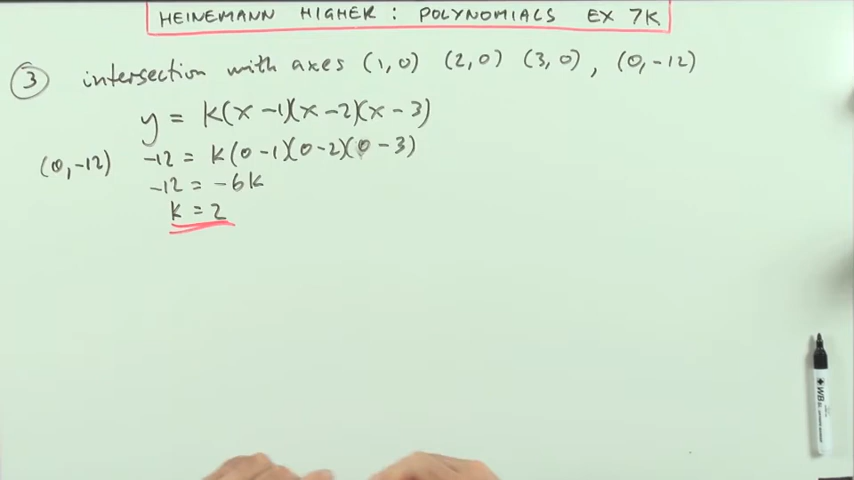 HEINEMANN HIGHER : POLYNOMIALS EX 7K
3 intersection with axes (1,0) (2,0) (3,0), (0,-12)
y = k(x-1)(x-2)(x-3)
(0,-12) -12 = k(0-1)(0-2)(0-3)
-12 = -6k
k = 2
WB